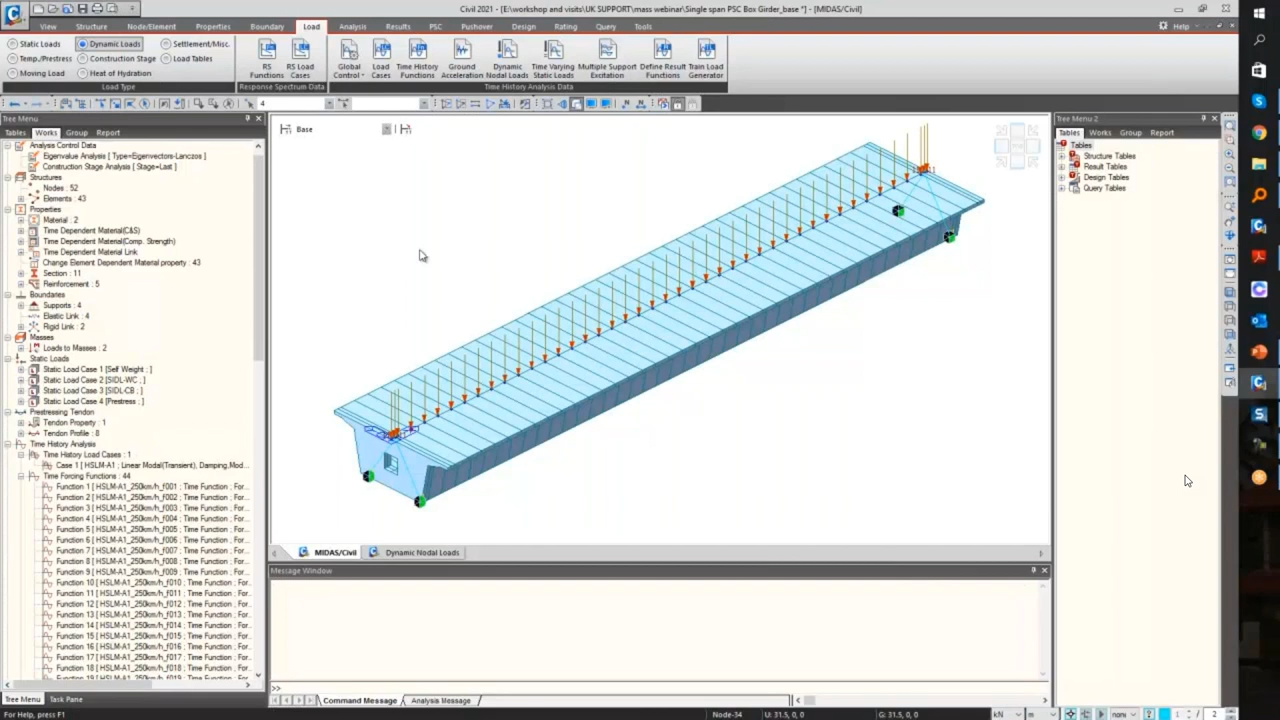 Civil 2021 - [E:\workshop and visits\UK SUPPORT\mass webinar\Single span PSC Box Girder_base *] - [MIDAS/Civil]
View Structure Node/Element Properties Boundary Load Analysis Results PSC Pushover Design Rating Query Tools Help
Static Loads Dynamic Loads Settlement/Misc.
Temp./Prestress Construction Stage Load Tables
Moving Load Heat of Hydration
RS Functions
RS Load Cases
Global Control
Load Cases
Time History Functions
Ground Acceleration
Dynamic Nodal Loads
Time Varying Static Loads
Multiple Support Excitation
Define Result Functions
Train Load Generator
Load Type Response Spectrum Data Time History Analysis Data
4
Tree Menu
Tables Works Group Report
Analysis Control Data
Eigenvalue Analysis [ Type=Eigenvectors-Lanczos ]
Construction Stage Analysis [ Stage=Last ]
Structures
Nodes : 52
Elements : 43
Properties
Material : 2
Time Dependent Material(C&S)
Time Dependent Material(Comp. Strength)
Time Dependent Material Link
Change Element Dependent Material property : 43
Section : 11
Reinforcement : 5
Boundaries
Supports : 4
Elastic Link : 4
Rigid Link : 2
Masses
Loads to Masses : 2
Static Loads
Static Load Case 1 [Self Weight ; ]
Static Load Case 2 [SIDL-WC ; ]
Static Load Case 3 [SIDL-CB ; ]
Static Load Case 4 [Prestress ; ]
Prestressing Tendon
Tendon Property : 1
Tendon Profile : 8
Time History Analysis
Time History Load Cases : 1
Case 1 [ HSLM-A1 ; Linear Modal(Transient), Damping,Mod...
Time Forcing Functions : 44
Function 1 [ HSLM-A1_250km/h_f001 ; Time Function ; For...
Function 2 [ HSLM-A1_250km/h_f002 ; Time Function ; For...
Function 3 [ HSLM-A1_250km/h_f003 ; Time Function ; For...
Function 4 [ HSLM-A1_250km/h_f004 ; Time Function ; For...
Function 5 [ HSLM-A1_250km/h_f005 ; Time Function ; For...
Function 6 [ HSLM-A1_250km/h_f006 ; Time Function ; For...
Function 7 [ HSLM-A1_250km/h_f007 ; Time Function ; For...
Function 8 [ HSLM-A1_250km/h_f008 ; Time Function ; For...
Function 9 [ HSLM-A1_250km/h_f009 ; Time Function ; For...
Function 10 [ HSLM-A1_250km/h_f010 ; Time Function ; For...
Function 11 [ HSLM-A1_250km/h_f011 ; Time Function ; For...
Function 12 [ HSLM-A1_250km/h_f012 ; Time Function ; For...
Function 13 [ HSLM-A1_250km/h_f013 ; Time Function ; For...
Function 14 [ HSLM-A1_250km/h_f014 ; Time Function ; For...
Function 15 [ HSLM-A1_250km/h_f015 ; Time Function ; For...
Function 16 [ HSLM-A1_250km/h_f016 ; Time Function ; For...
Function 17 [ HSLM-A1_250km/h_f017 ; Time Function ; For...
Function 18 [ HSLM-A1_250km/h_f018 ; Time Function ; For...
Function 19 [ HSLM-A1_250km/h_f019 ; Time Function ; For...
Tree Menu Task Pane
Base
MIDAS/Civil Dynamic Nodal Loads
Message Window
>>
Command Message Analysis Message
Tree Menu 2
Tables Works Group Report
Tables
Structure Tables
Result Tables
Design Tables
Query Tables
For Help, press F1 Node-34 U: 31.5, 0, 0 G: 31.5, 0, 0 kN m none 1 / 2